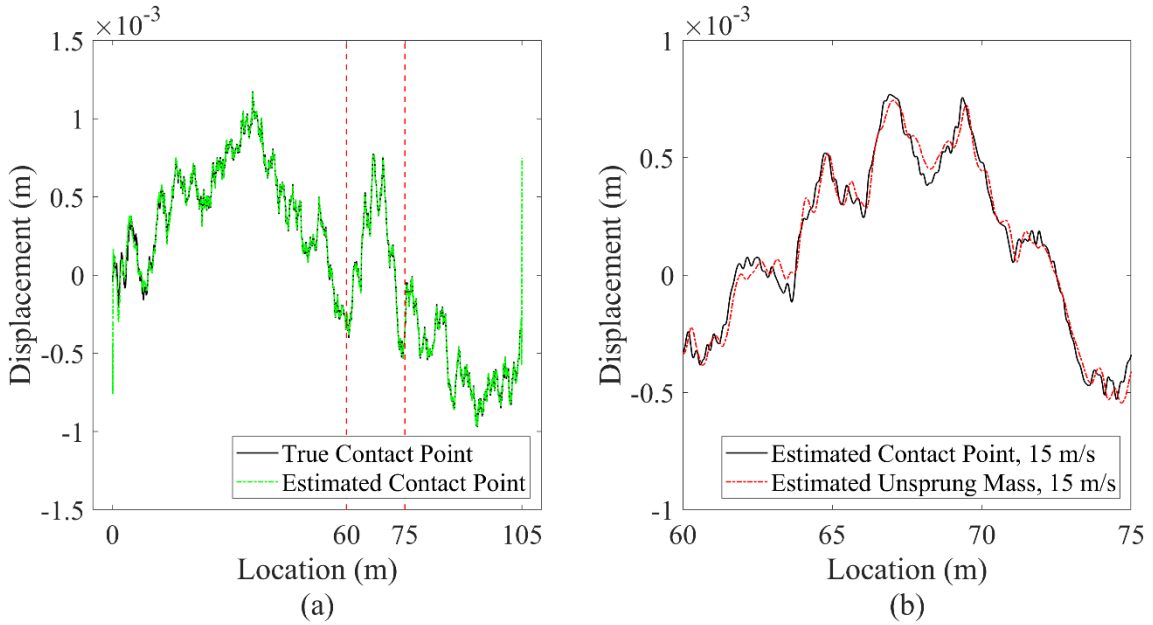 ×10⁻³
1.5
1
0.5
0
-0.5
-1
-1.5
Displacement (m)
True Contact Point
Estimated Contact Point
0 60 75 105
Location (m)
(a)
×10⁻³
1
0.5
0
-0.5
-1
Displacement (m)
Estimated Contact Point, 15 m/s
Estimated Unsprung Mass, 15 m/s
60 65 70 75
Location (m)
(b)